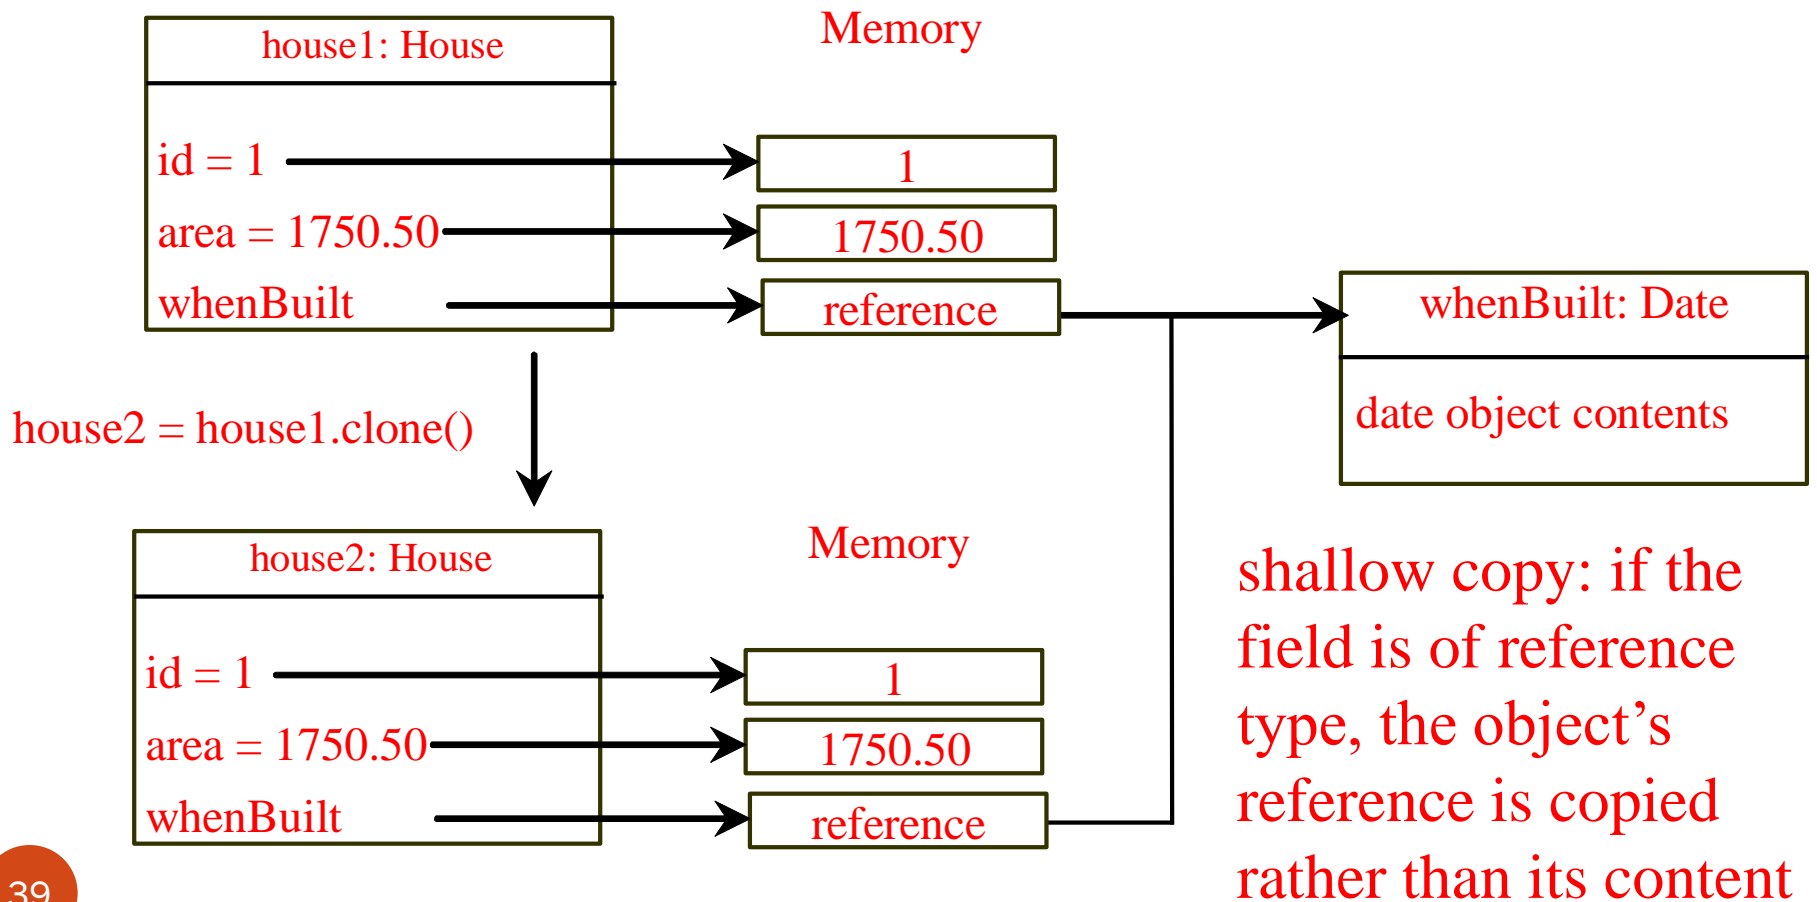 Memory
house1: House
id = 1
1
area = 1750.50
1750.50
whenBuilt
reference
whenBuilt: Date
date object contents
house2 = house1.clone()
Memory
house2: House
id = 1
1
area = 1750.50
1750.50
whenBuilt
reference
shallow copy: if the
field is of reference
type, the object’s
reference is copied
rather than its content
39